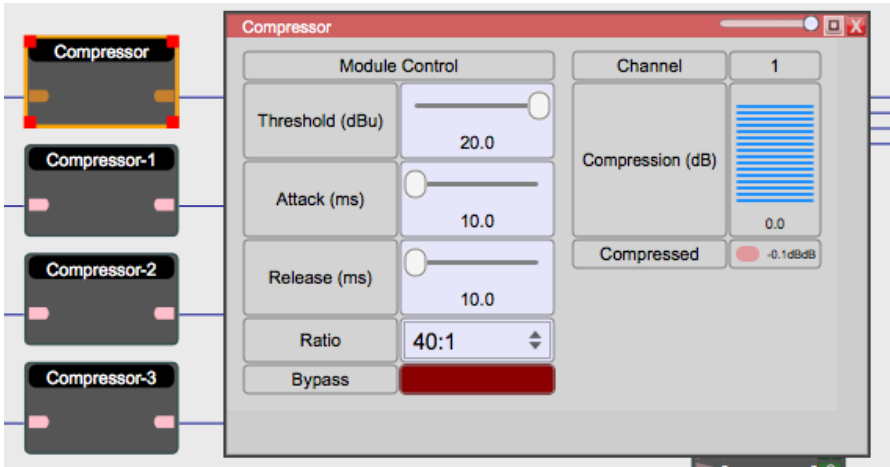 Compressor
Compressor-1
Compressor-2
Compressor-3
Compressor
X
Module Control
Threshold (dBu)
20.0
Attack (ms)
10.0
Release (ms)
10.0
Ratio
40:1
Bypass
Channel
1
Compression (dB)
0.0
Compressed
-0.1dBdB